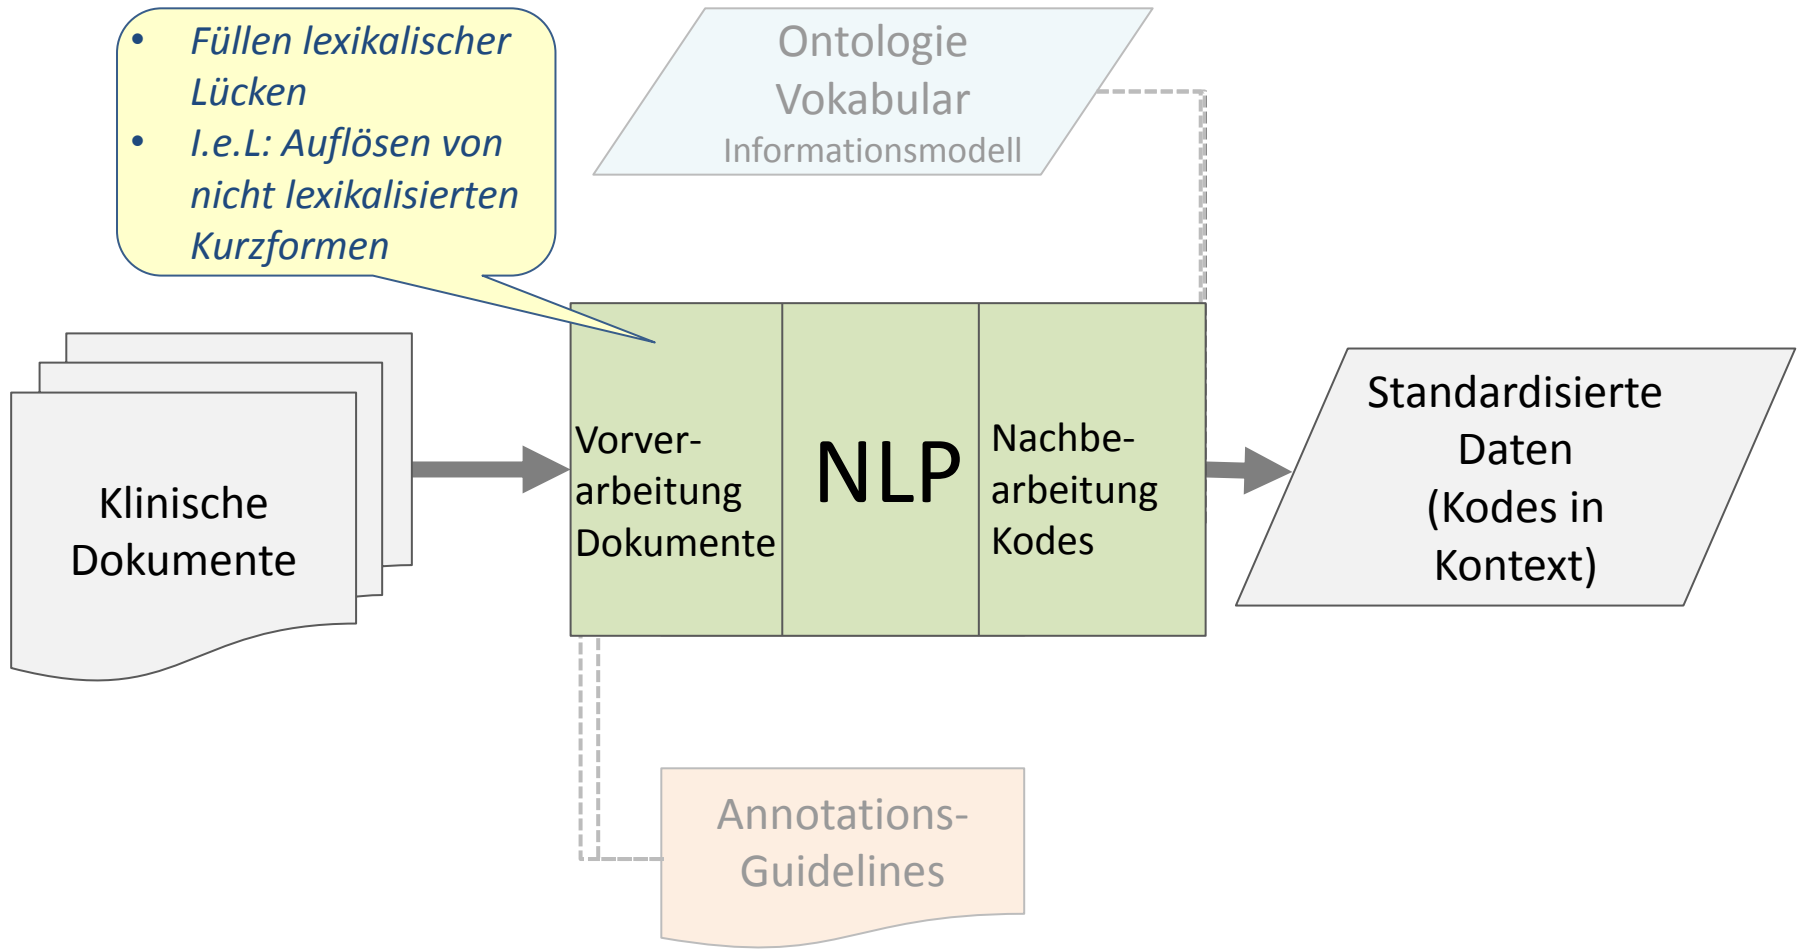 • Füllen lexikalischer
Lücken
• I.e.L: Auflösen von
nicht lexikalisierten
Kurzformen
Ontologie
Vokabular
Informationsmodell
Klinische
Dokumente
Vorver-
arbeitung
Dokumente
NLP
Nachbe-
arbeitung
Kodes
Standardisierte
Daten
(Kodes in
Kontext)
Annotations-
Guidelines